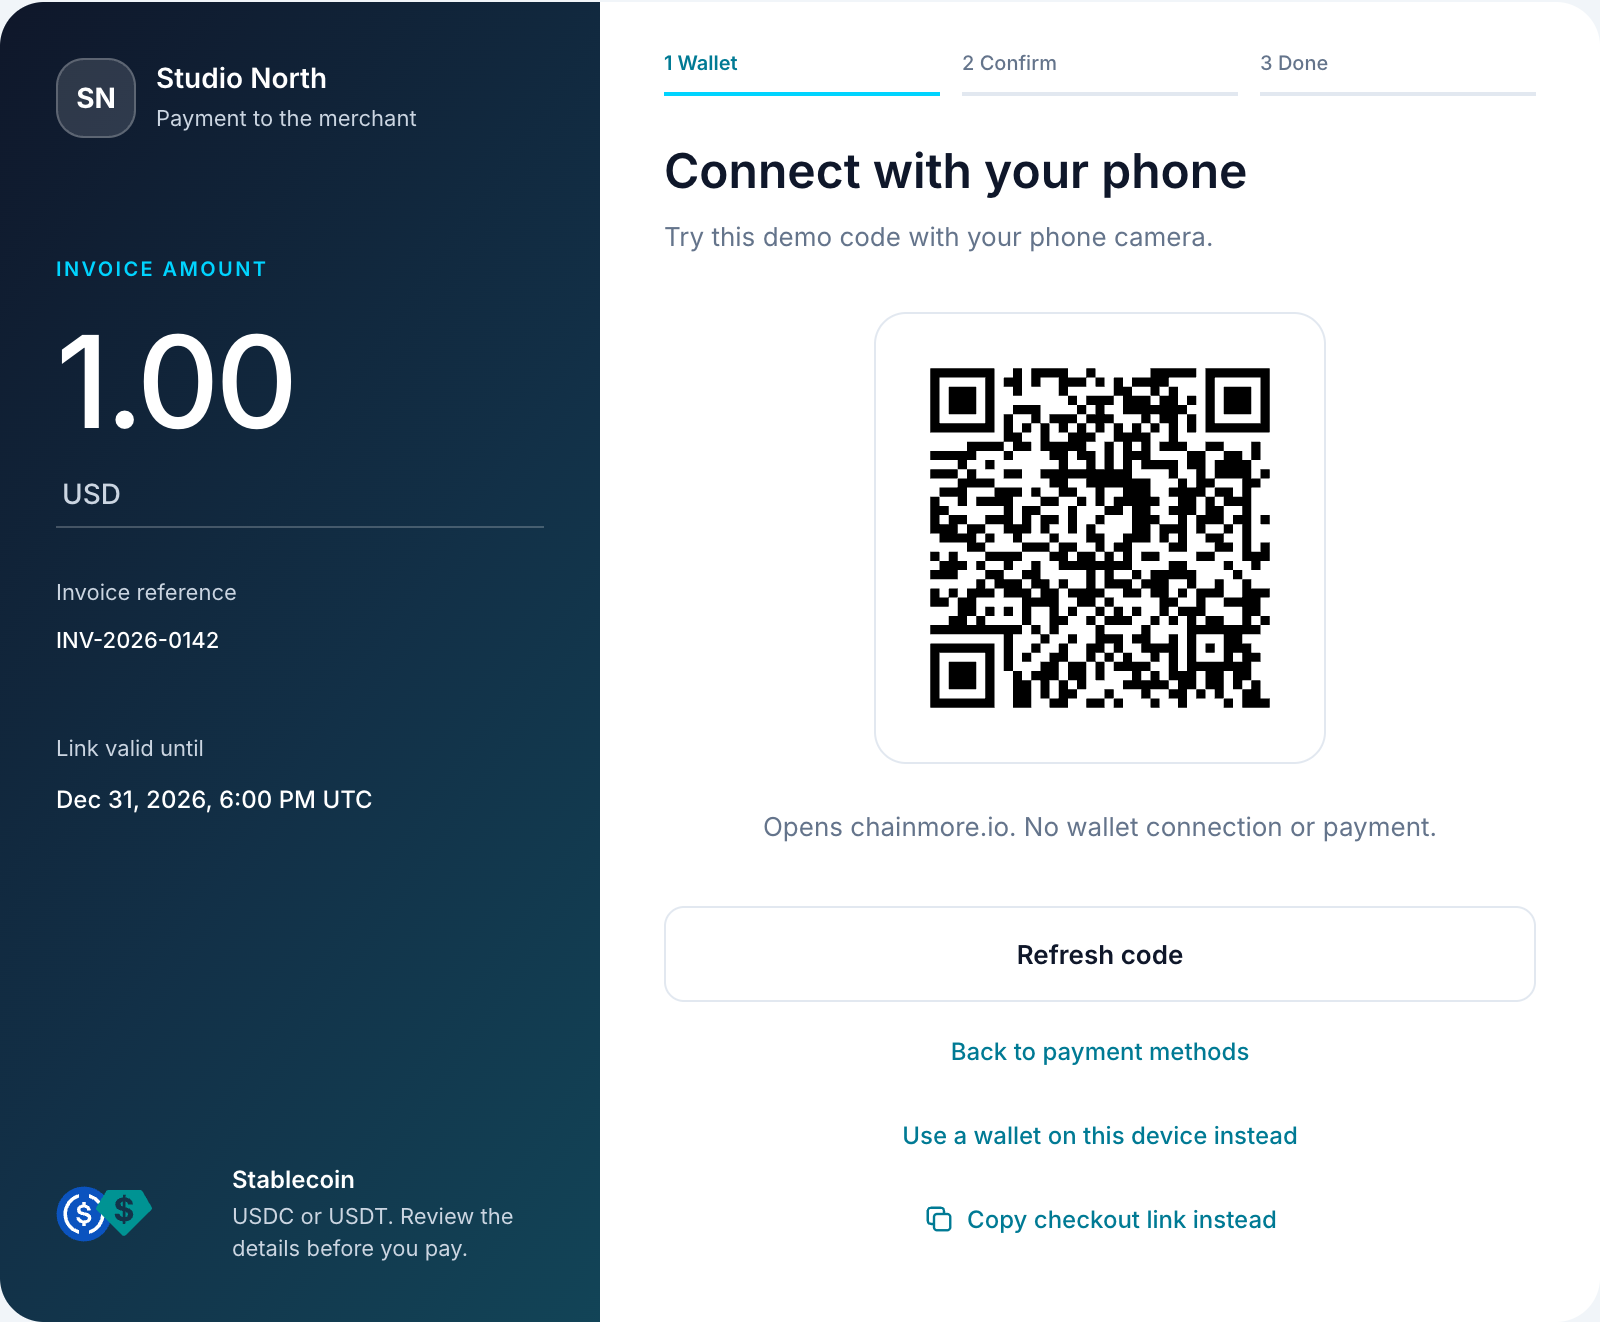 SN
Studio North
Payment to the merchant
INVOICE AMOUNT
1.00
USD
Invoice reference
INV-2026-0142
Link valid until
Dec 31, 2026, 6:00 PM UTC
Stablecoin
USDC or USDT. Review the
details before you pay.
1 Wallet
2 Confirm
3 Done
Connect with your phone
Try this demo code with your phone camera.
Opens chainmore.io. No wallet connection or payment.
Refresh code
Back to payment methods
Use a wallet on this device instead
Copy checkout link instead